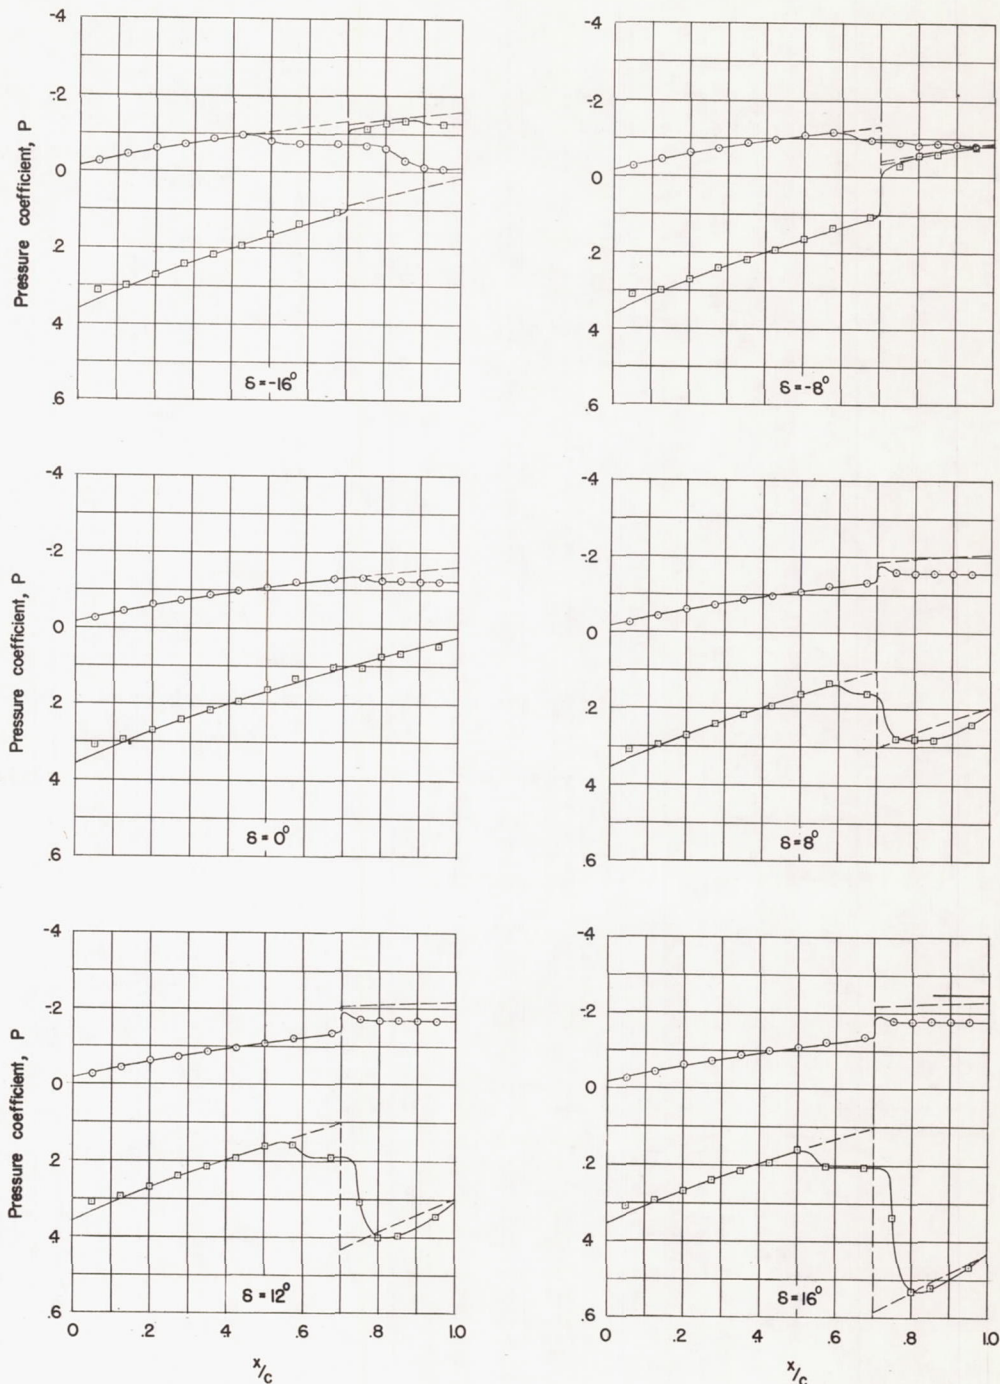 -.4
-.2
0
.2
.4
.6
Pressure coefficient, P
δ = -16°
-.4
-.2
0
.2
.4
.6
δ = -8°
-.4
-.2
0
.2
.4
.6
Pressure coefficient, P
δ = 0°
-.4
-.2
0
.2
.4
.6
δ = 8°
-.4
-.2
0
.2
.4
.6
Pressure coefficient, P
δ = 12°
0 .2 .4 .6 .8 1.0
x/c
-.4
-.2
0
.2
.4
.6
δ = 16°
0 .2 .4 .6 .8 1.0
x/c